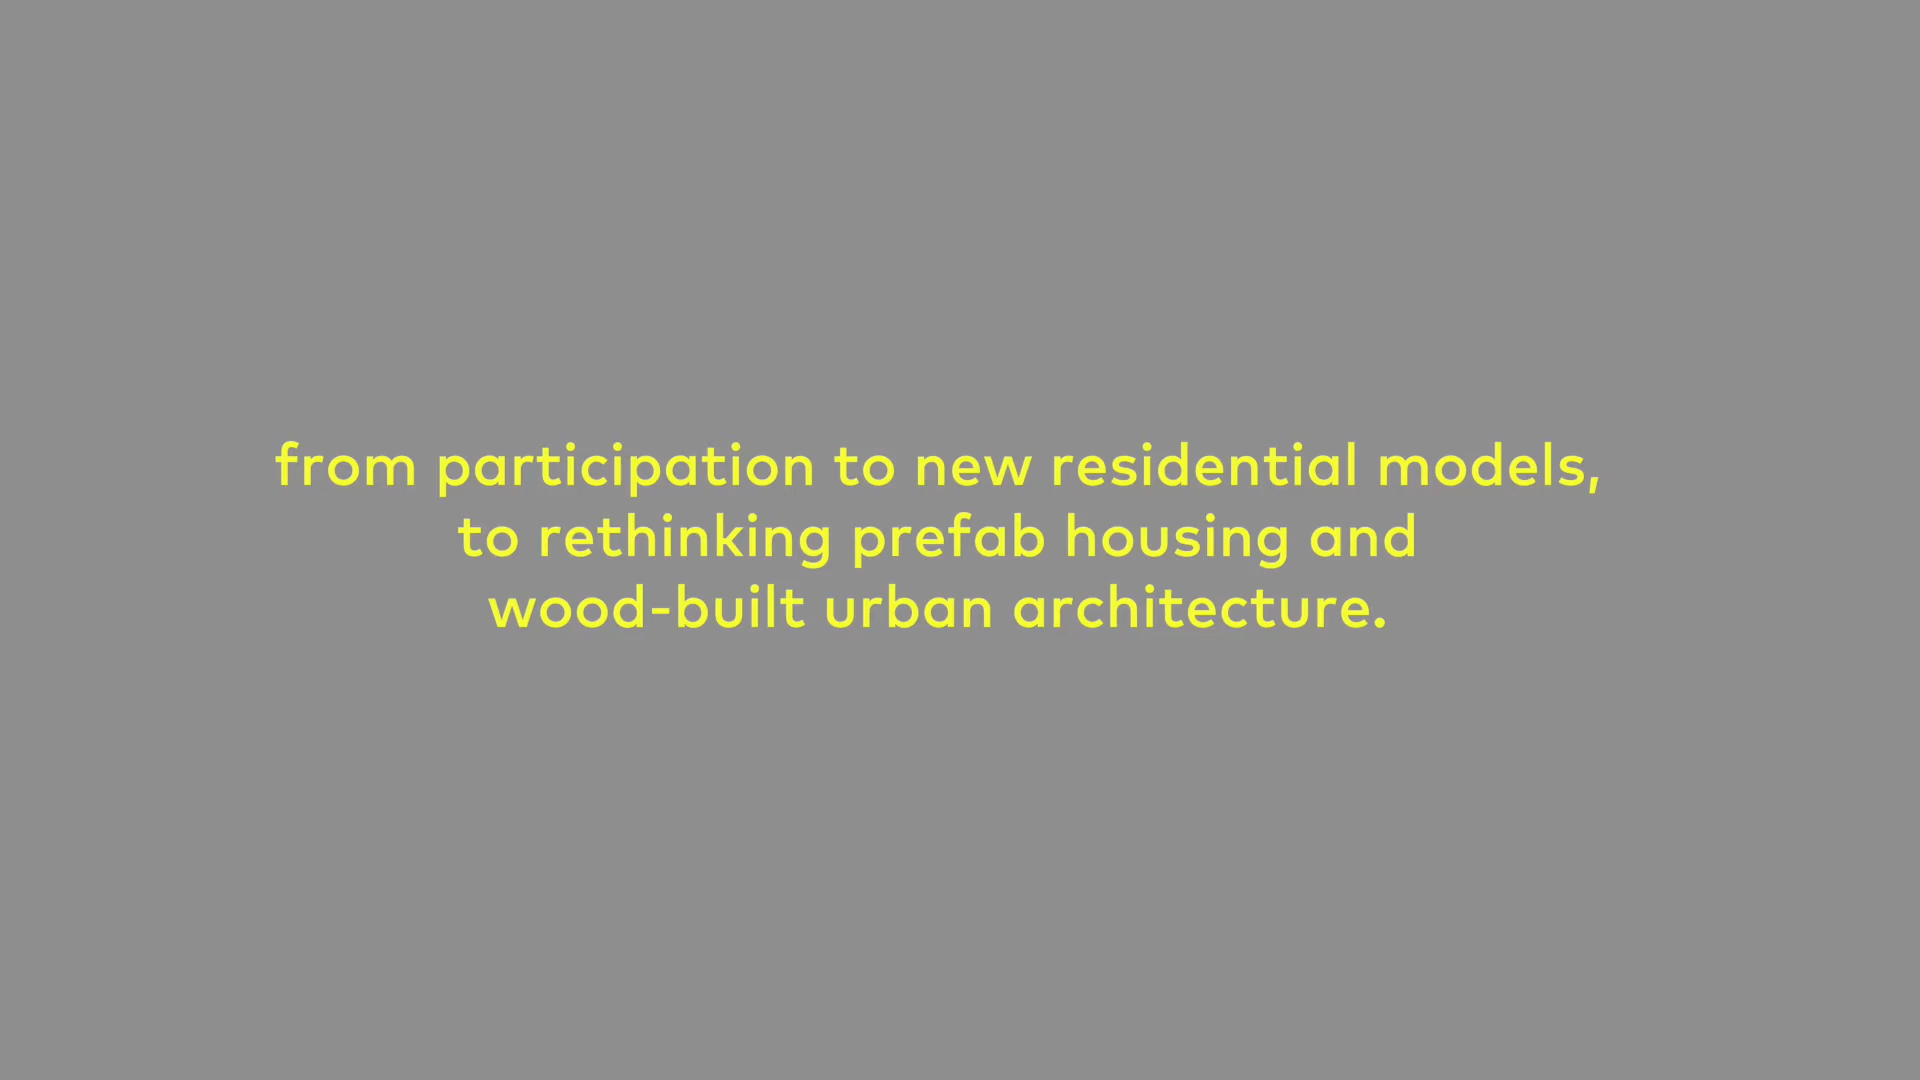 from participation to new residential models,
to rethinking prefab housing and
wood-built urban architecture.